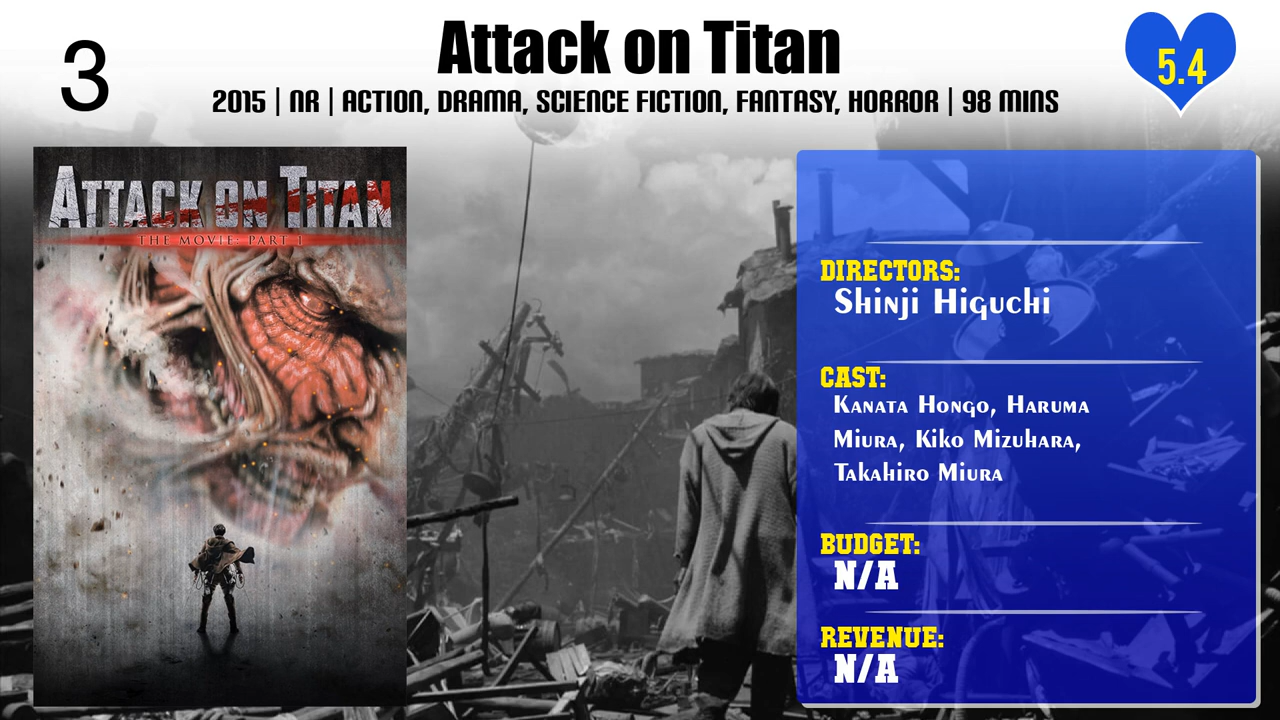 3
Attack on Titan
5.4
2015 | NR | ACTION, DRAMA, SCIENCE FICTION, FANTASY, HORROR | 98 MINS
ATTACK ON TITAN
THE MOVIE: PART 1
DIRECTORS:
Shinji Higuchi
CAST:
Kanata Hongo, Haruma
Miura, Kiko Mizuhara,
Takahiro Miura
BUDGET:
N/A
REVENUE:
N/A